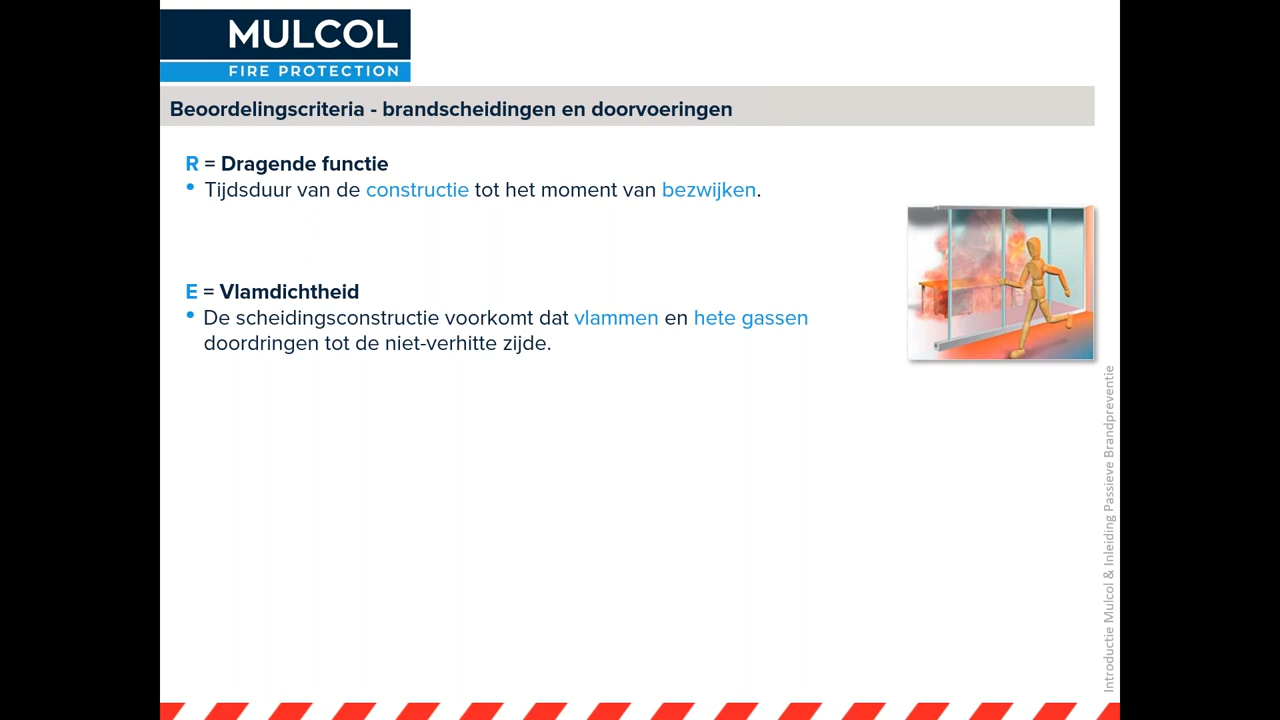 MULCOL
FIRE PROTECTION
Beoordelingscriteria - brandscheidingen en doorvoeringen
R = Dragende functie
• Tijdsduur van de constructie tot het moment van bezwijken.
E = Vlamdichtheid
• De scheidingsconstructie voorkomt dat vlammen en hete gassen
doordringen tot de niet-verhitte zijde.
Introductie Mulcol & Inleiding Passieve Brandpreventie